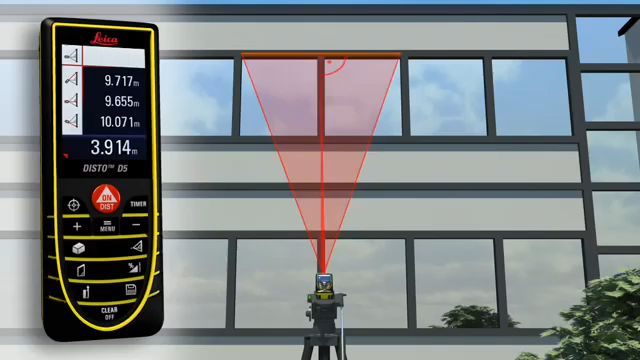 Leica
9.717m
9.655m
10.071m
3.914m
DISTO™ D5
ON
DIST
TIMER
+
MENU
−
CLEAR
OFF